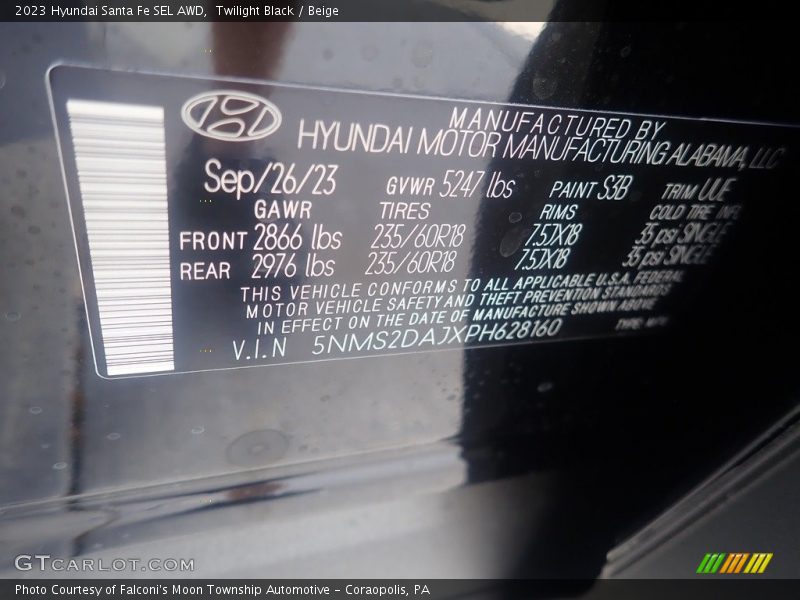 2023 Hyundai Santa Fe SEL AWD, Twilight Black / Beige
MANUFACTURED BY
HYUNDAI MOTOR MANUFACTURING ALABAMA, LLC
Sep/26/23 GVWR 5247 lbs PAINT S3B TRIM UUE
GAWR TIRES RIMS COLD TIRE INFL
FRONT 2866 lbs 235/60R18 7.5JX18 35 psi SINGLE
REAR 2976 lbs 235/60R18 7.5JX18 35 psi SINGLE
THIS VEHICLE CONFORMS TO ALL APPLICABLE U.S.A. FEDERAL
MOTOR VEHICLE SAFETY AND THEFT PREVENTION STANDARDS
IN EFFECT ON THE DATE OF MANUFACTURE SHOWN ABOVE
V.I.N 5NMS2DAJXPH628160 TYPE:
GTCARLOT.COM
Photo Courtesy of Falconi's Moon Township Automotive – Coraopolis, PA